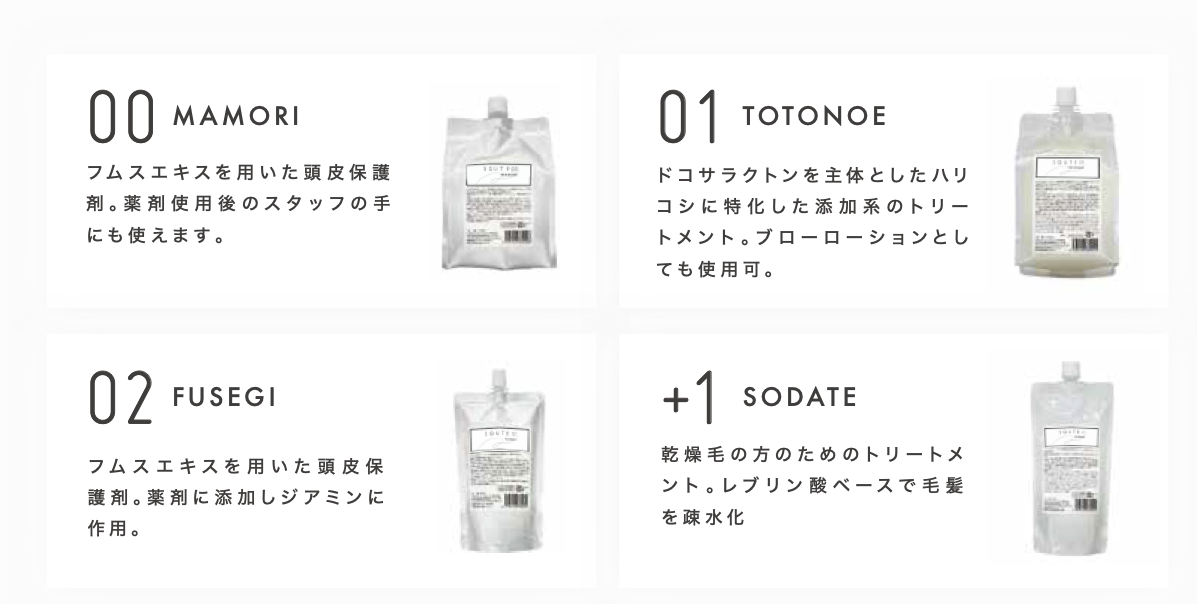 00 MAMORI
フムスエキスを用いた頭皮保護
剤。薬剤使用後のスタッフの手
にも使えます。
01 TOTONOE
ドコサラクトンを主体としたハリ
コシに特化した添加系のトリー
トメント。ブローローションとし
ても使用可。
02 FUSEGI
フムスエキスを用いた頭皮保
護剤。薬剤に添加しジアミンに
作用。
+1 SODATE
乾燥毛の方のためのトリートメ
ント。レブリン酸ベースで毛髪
を疎水化